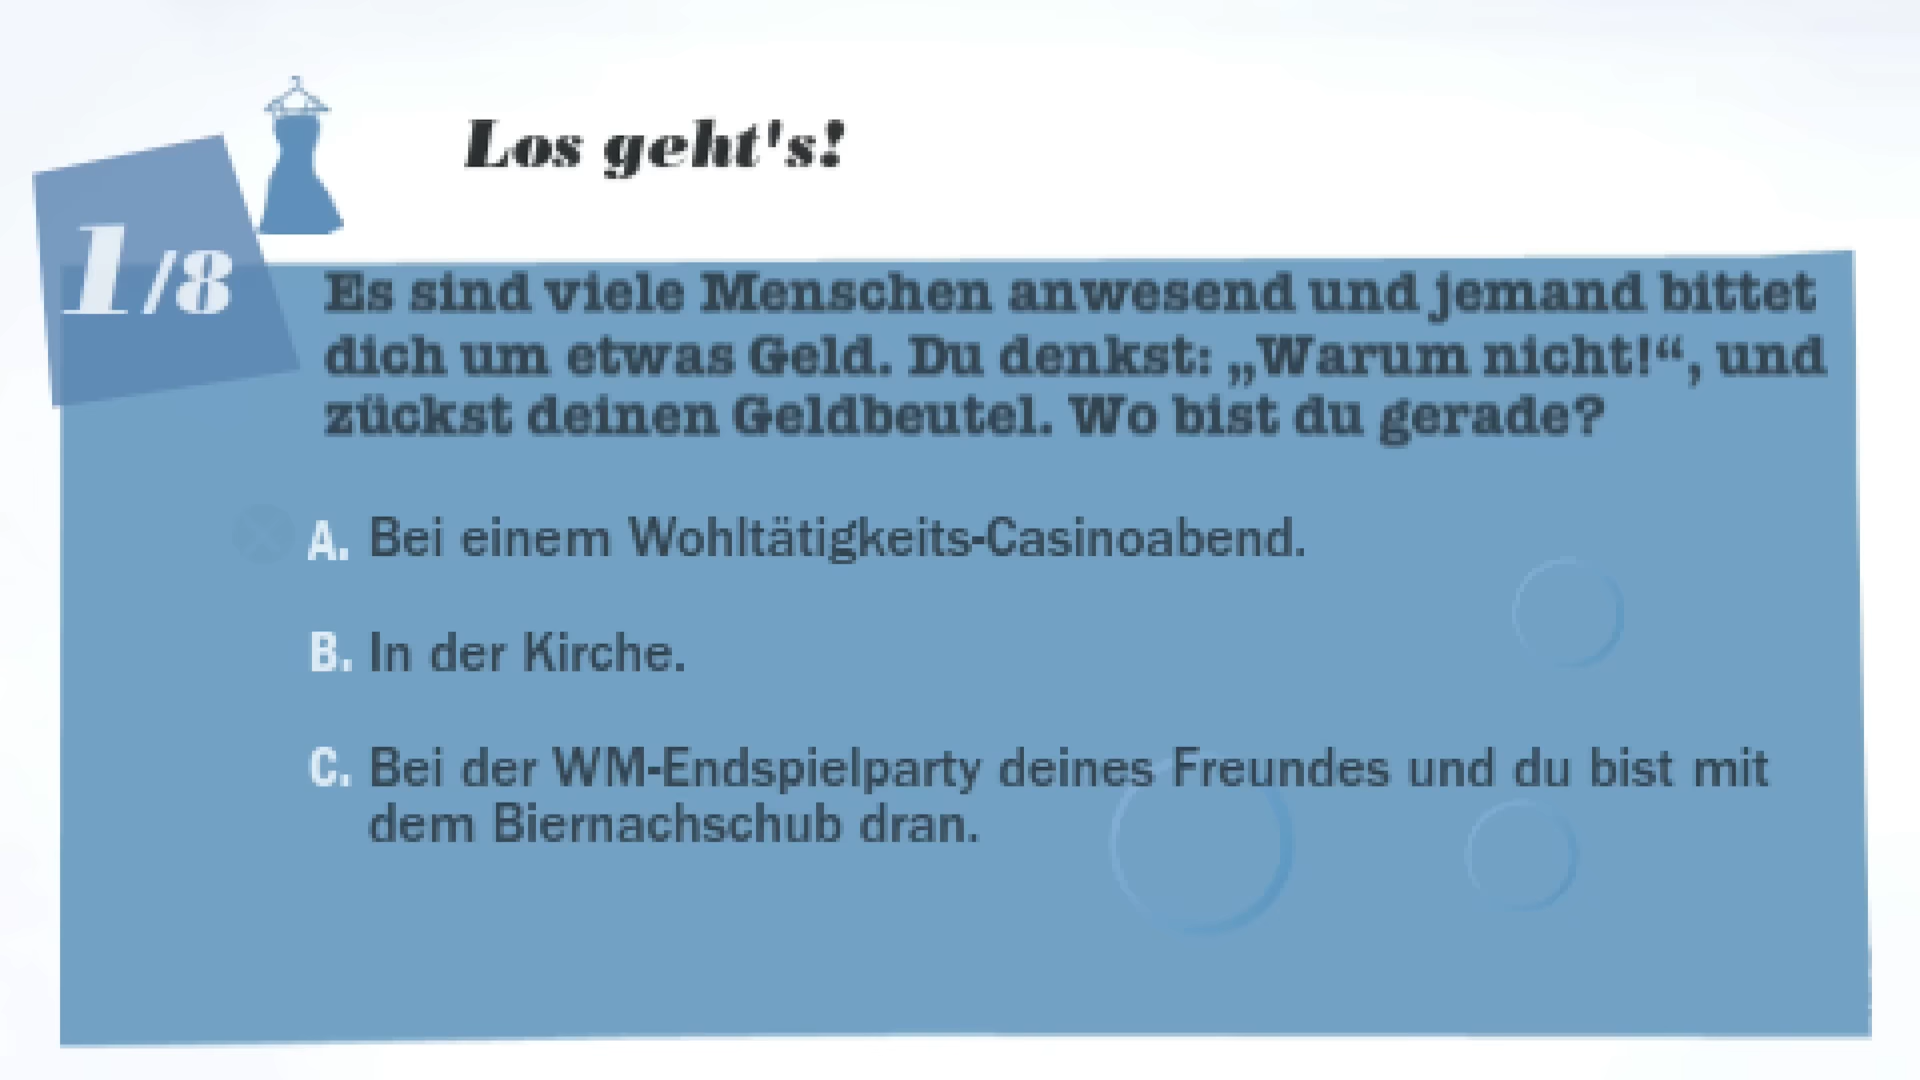 Los geht's!
1/8
Es sind viele Menschen anwesend und jemand bittet
dich um etwas Geld. Du denkst: „Warum nicht!“, und
zückst deinen Geldbeutel. Wo bist du gerade?
A. Bei einem Wohltätigkeits-Casinoabend.
B. In der Kirche.
C. Bei der WM-Endspielparty deines Freundes und du bist mit
dem Biernachschub dran.